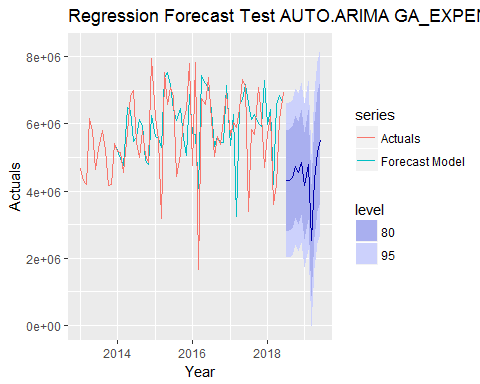 Regression Forecast Test AUTO.ARIMA GA_EXPEN
8e+06
6e+06
4e+06
2e+06
0e+00
Actuals
2014
2016
2018
Year
series
Actuals
Forecast Model
level
80
95